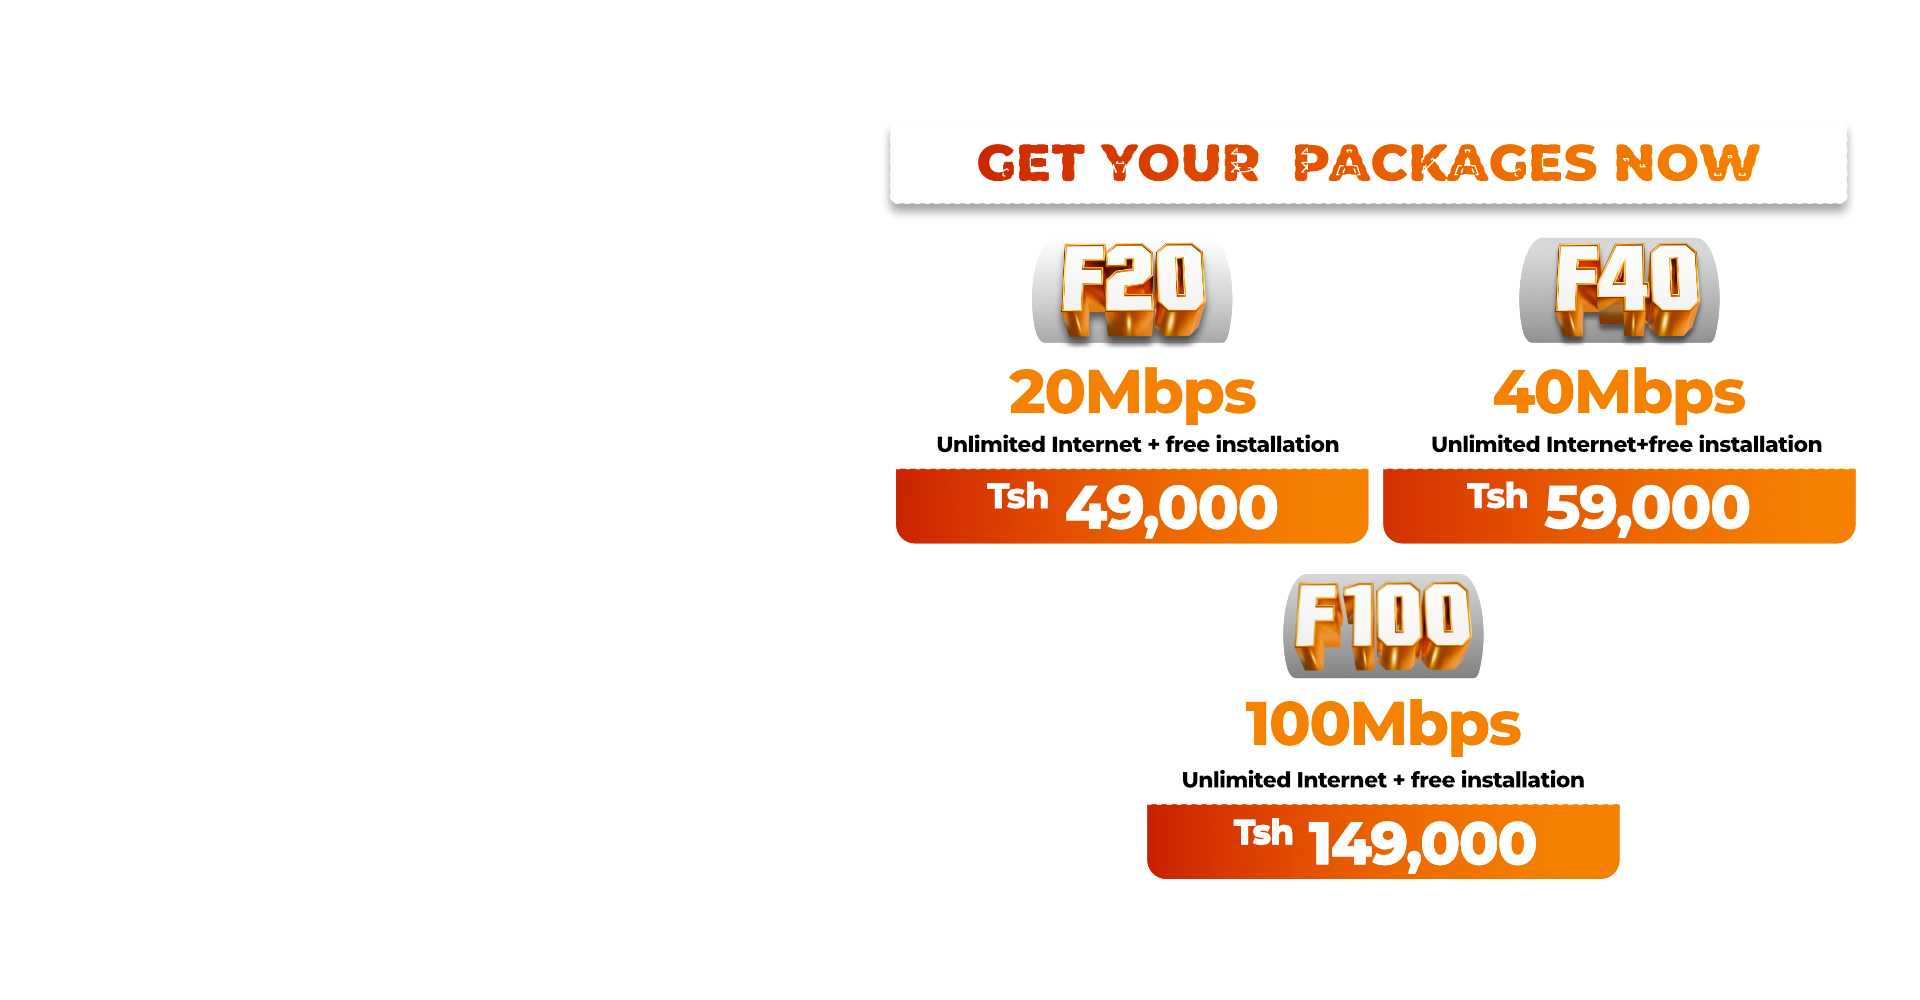 GET YOUR PACKAGES NOW
F20
20Mbps
Unlimited Internet + free installation
Tsh 49,000
F40
40Mbps
Unlimited Internet+free installation
Tsh 59,000
F100
100Mbps
Unlimited Internet + free installation
Tsh 149,000